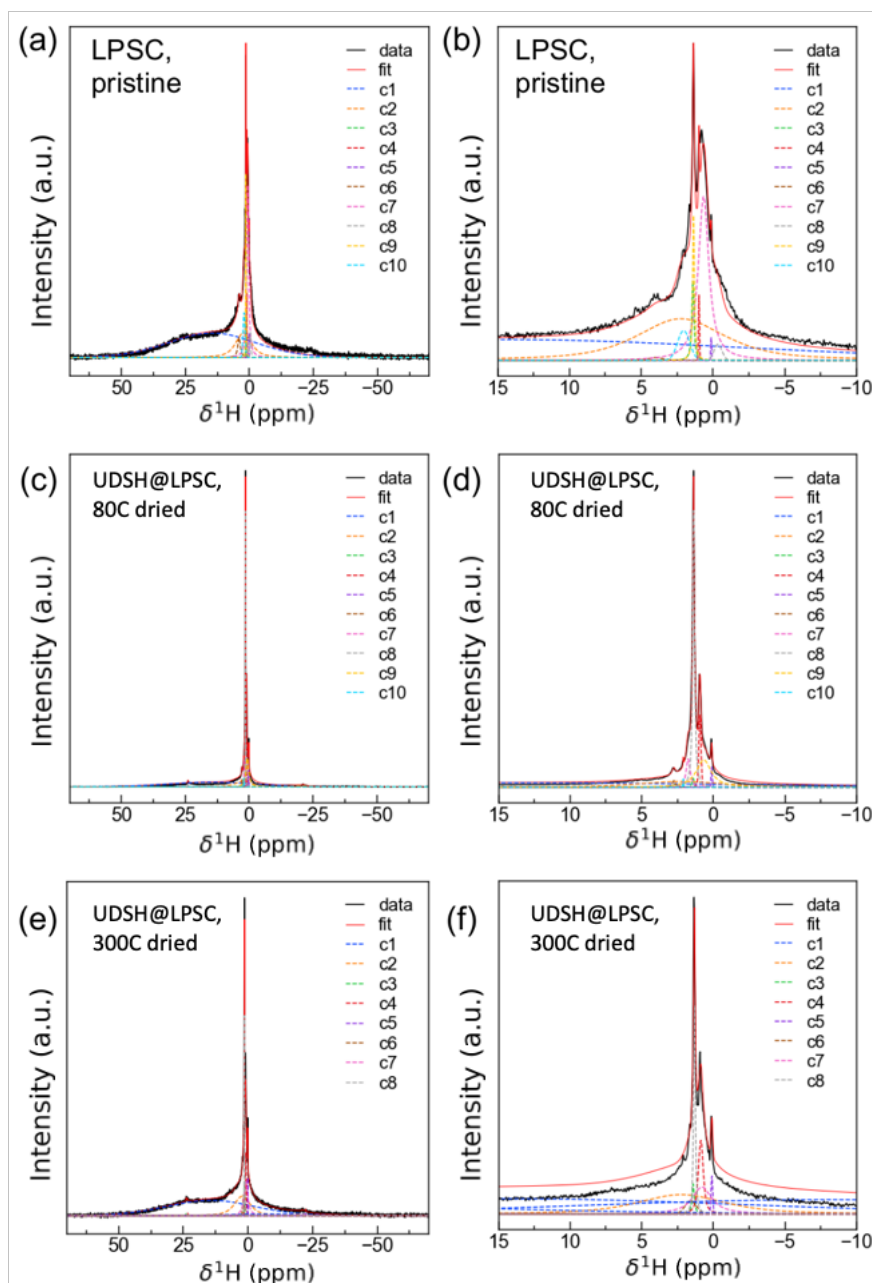 (a)
LPSC,
pristine
data
fit
c1
c2
c3
c4
c5
c6
c7
c8
c9
c10
Intensity (a.u.)
50 25 0 −25 −50
δ¹H (ppm)
(b)
LPSC,
pristine
data
fit
c1
c2
c3
c4
c5
c6
c7
c8
c9
c10
Intensity (a.u.)
15 10 5 0 −5 −10
δ¹H (ppm)
(c)
UDSH@LPSC,
80C dried
data
fit
c1
c2
c3
c4
c5
c6
c7
c8
c9
c10
Intensity (a.u.)
50 25 0 −25 −50
δ¹H (ppm)
(d)
UDSH@LPSC,
80C dried
data
fit
c1
c2
c3
c4
c5
c6
c7
c8
c9
c10
Intensity (a.u.)
15 10 5 0 −5 −10
δ¹H (ppm)
(e)
UDSH@LPSC,
300C dried
data
fit
c1
c2
c3
c4
c5
c6
c7
c8
Intensity (a.u.)
50 25 0 −25 −50
δ¹H (ppm)
(f)
UDSH@LPSC,
300C dried
data
fit
c1
c2
c3
c4
c5
c6
c7
c8
Intensity (a.u.)
15 10 5 0 −5 −10
δ¹H (ppm)